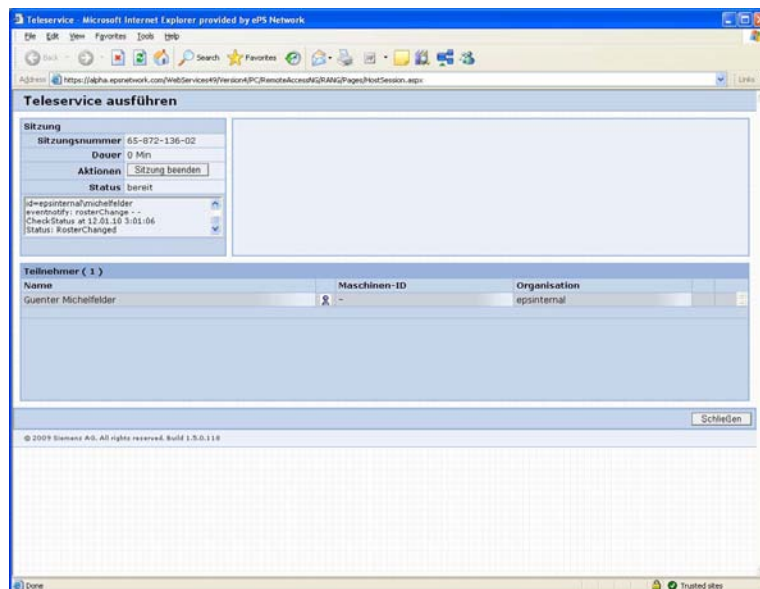 Teleservice - Microsoft Internet Explorer provided by ePS Network
File Edit View Favorites Tools Help
Back Search Favorites
Address https://alpha.epsnetwork.com/WebServices49/Version4/PC/RemoteAccessNG/RANG/Pages/HostSession.aspx Links
Teleservice ausführen
Sitzung
Sitzungsnummer 65-872-136-02
Dauer 0 Min
Aktionen Sitzung beenden
Status bereit
id=epsinternal\michelfelder
eventnotify: rosterChange - -
CheckStatus at 12.01.10 3:01:06
Status: RosterChanged
Teilnehmer ( 1 )
Name Maschinen-ID Organisation
Guenter Michelfelder - epsinternal
Schließen
© 2009 Siemens AG. All rights reserved. Build 1.5.0.118
Done Trusted sites